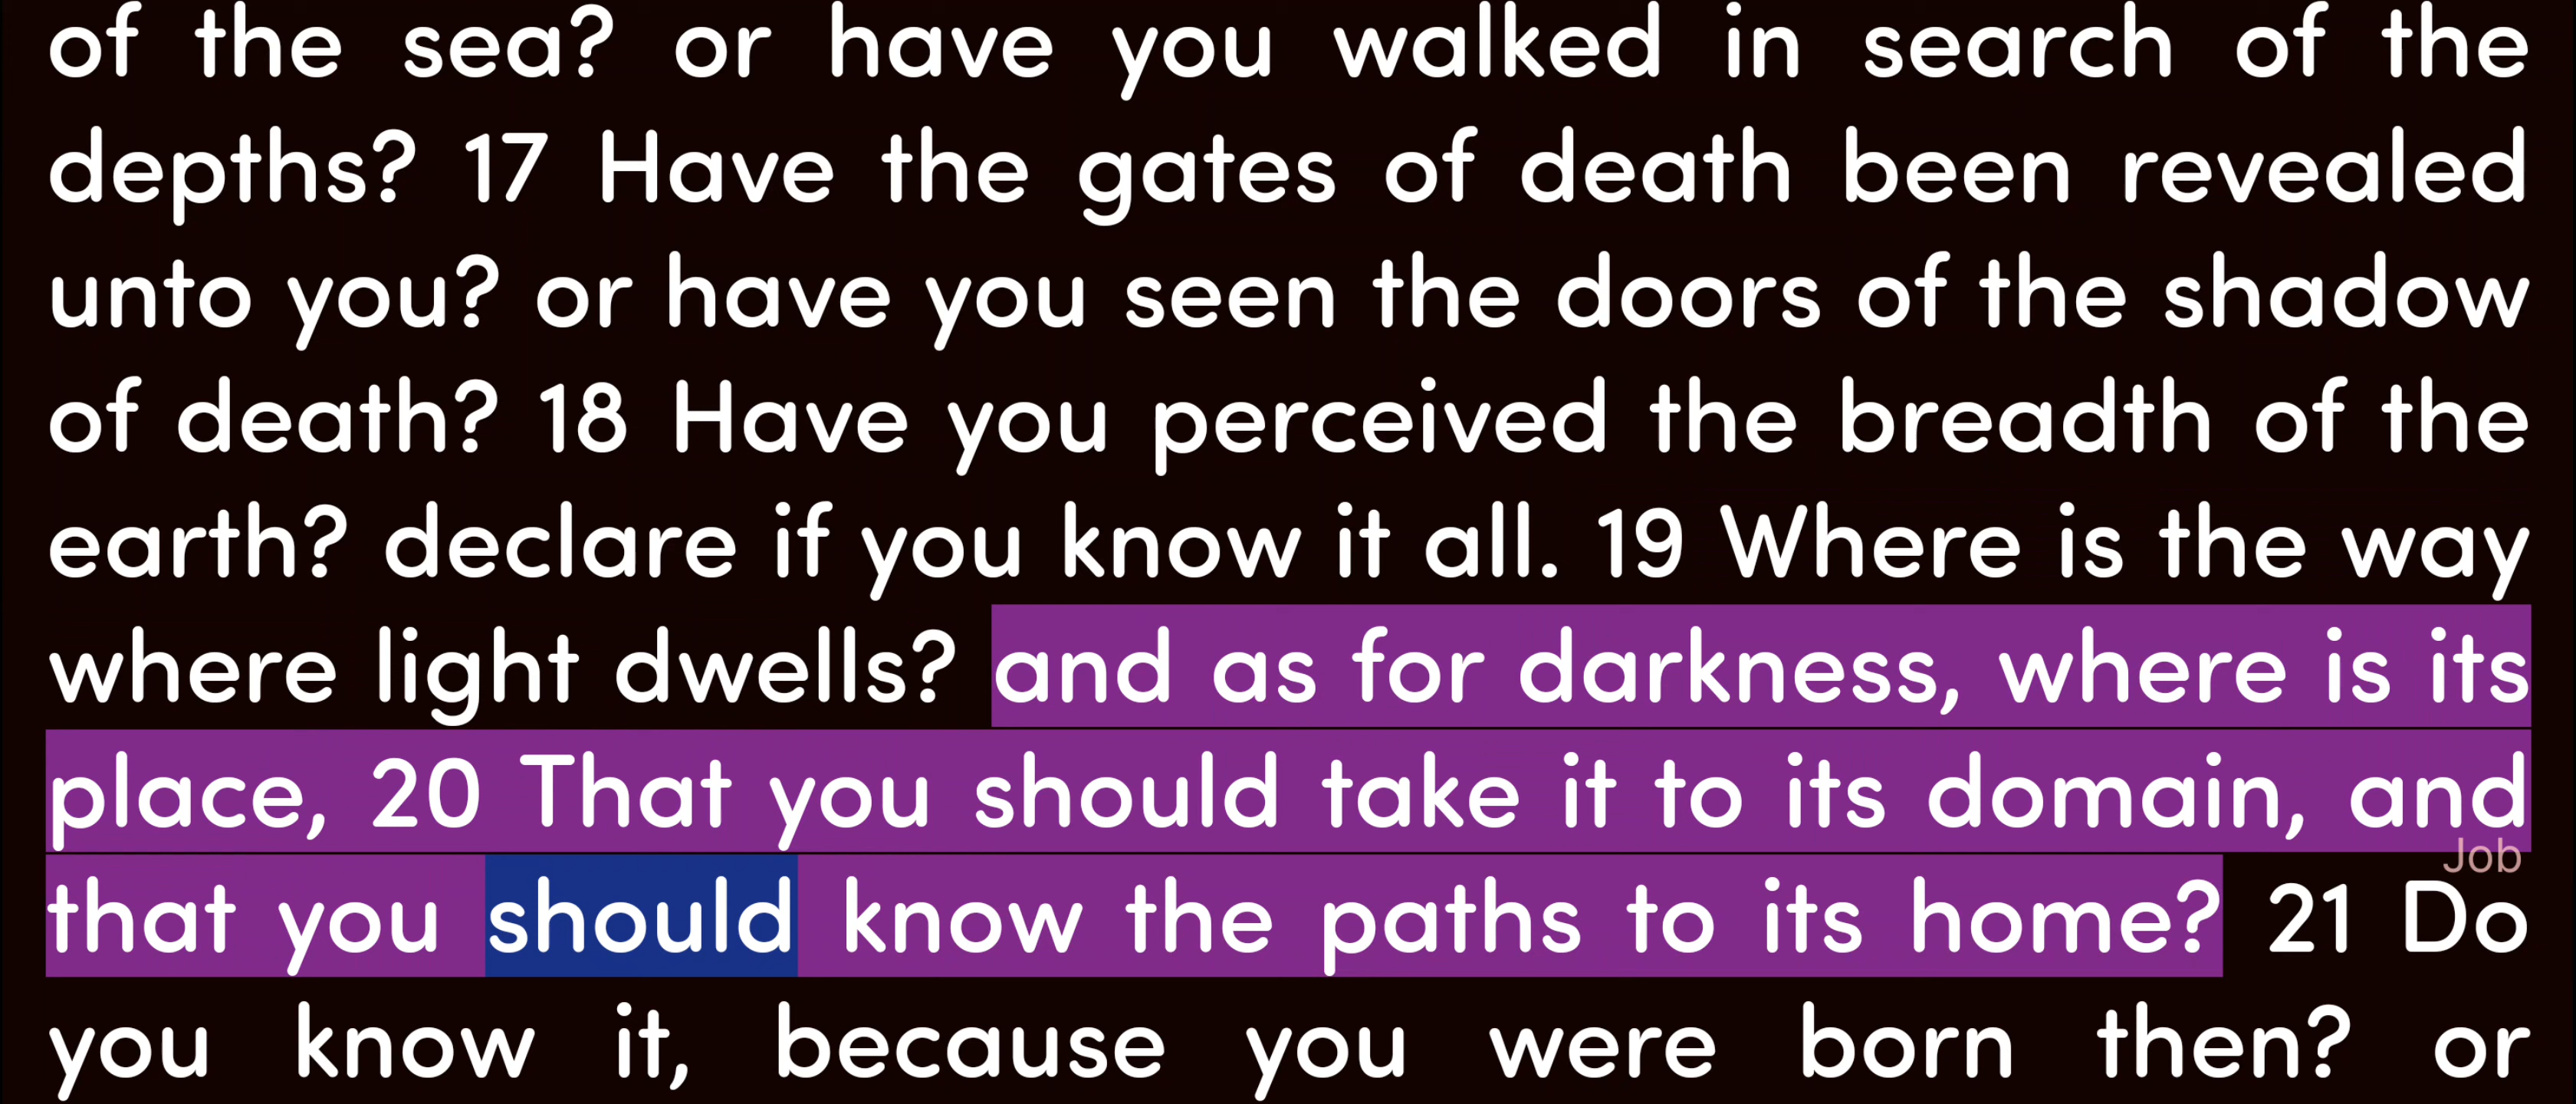 of the sea? or have you walked in search of the
depths? 17 Have the gates of death been revealed
unto you? or have you seen the doors of the shadow
of death? 18 Have you perceived the breadth of the
earth? declare if you know it all. 19 Where is the way
where light dwells? and as for darkness, where is its
place, 20 That you should take it to its domain, and
Job
that you should know the paths to its home? 21 Do
you know it, because you were born then? or